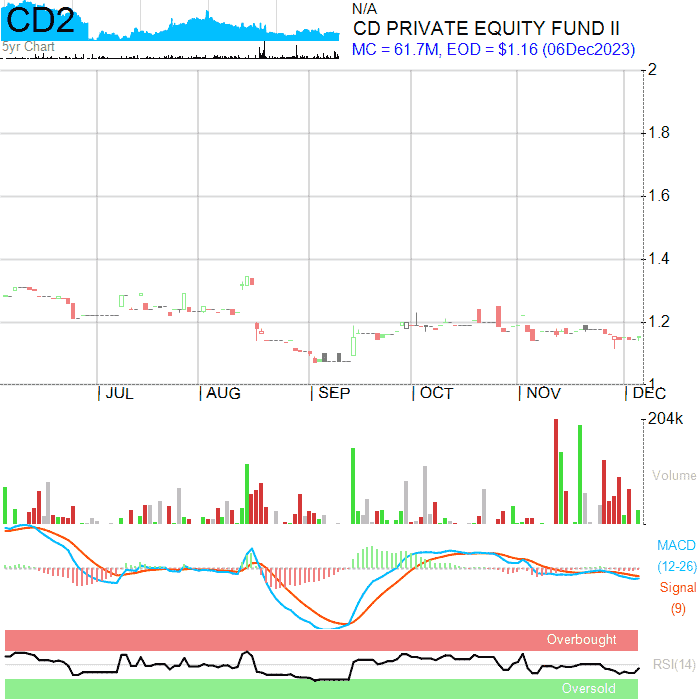 CD2
5yr Chart
N/A
CD PRIVATE EQUITY FUND II
MC = 61.7M, EOD = $1.16 (06Dec2023)
2
1.8
1.6
1.4
1.2
1
JUL AUG SEP OCT NOV DEC
204k
Volume
MACD
(12-26)
Signal
(9)
Overbought
RSI(14)
Oversold